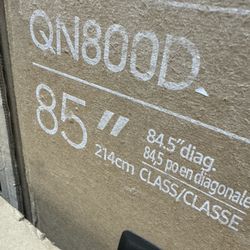 QN800D
85"
84.5"diag.
84,5 po en diagonale
214cm CLASS/CLASSE